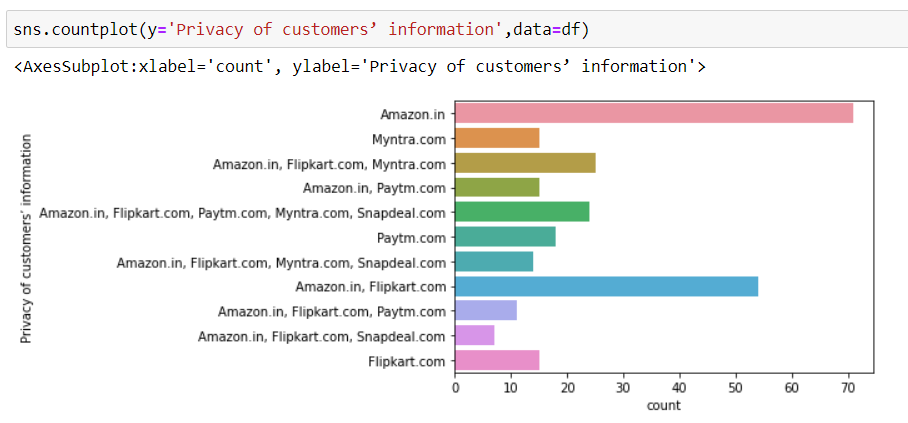 sns.countplot(y='Privacy of customers’ information',data=df)
<AxesSubplot:xlabel='count', ylabel='Privacy of customers’ information'>
Privacy of customers’ information
Amazon.in
Myntra.com
Amazon.in, Flipkart.com, Myntra.com
Amazon.in, Paytm.com
Amazon.in, Flipkart.com, Paytm.com, Myntra.com, Snapdeal.com
Paytm.com
Amazon.in, Flipkart.com, Myntra.com, Snapdeal.com
Amazon.in, Flipkart.com
Amazon.in, Flipkart.com, Paytm.com
Amazon.in, Flipkart.com, Snapdeal.com
Flipkart.com
0 10 20 30 40 50 60 70
count